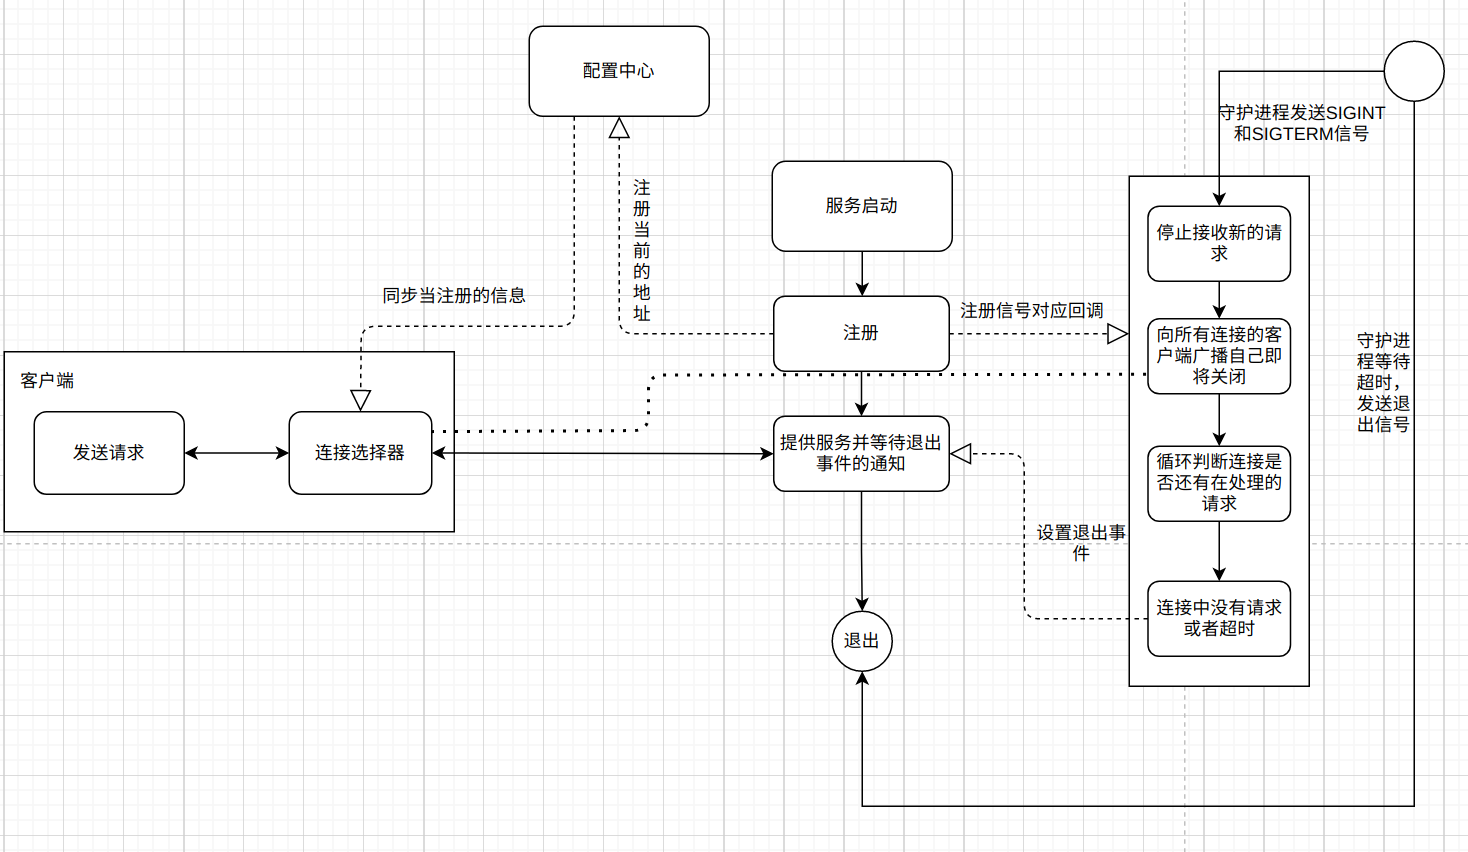 配置中心
守护进程发送SIGINT
和SIGTERM信号
服务启动
注
册
当
前
的
地
址
停止接收新的请
求
同步当注册的信息
注册
注册信号对应回调
向所有连接的客
户端广播自己即
将关闭
守护进
程等待
超时，
发送退
出信号
客户端
发送请求
连接选择器
提供服务并等待退出
事件的通知
循环判断连接是
否还有在处理的
请求
设置退出事
件
连接中没有请求
或者超时
退出